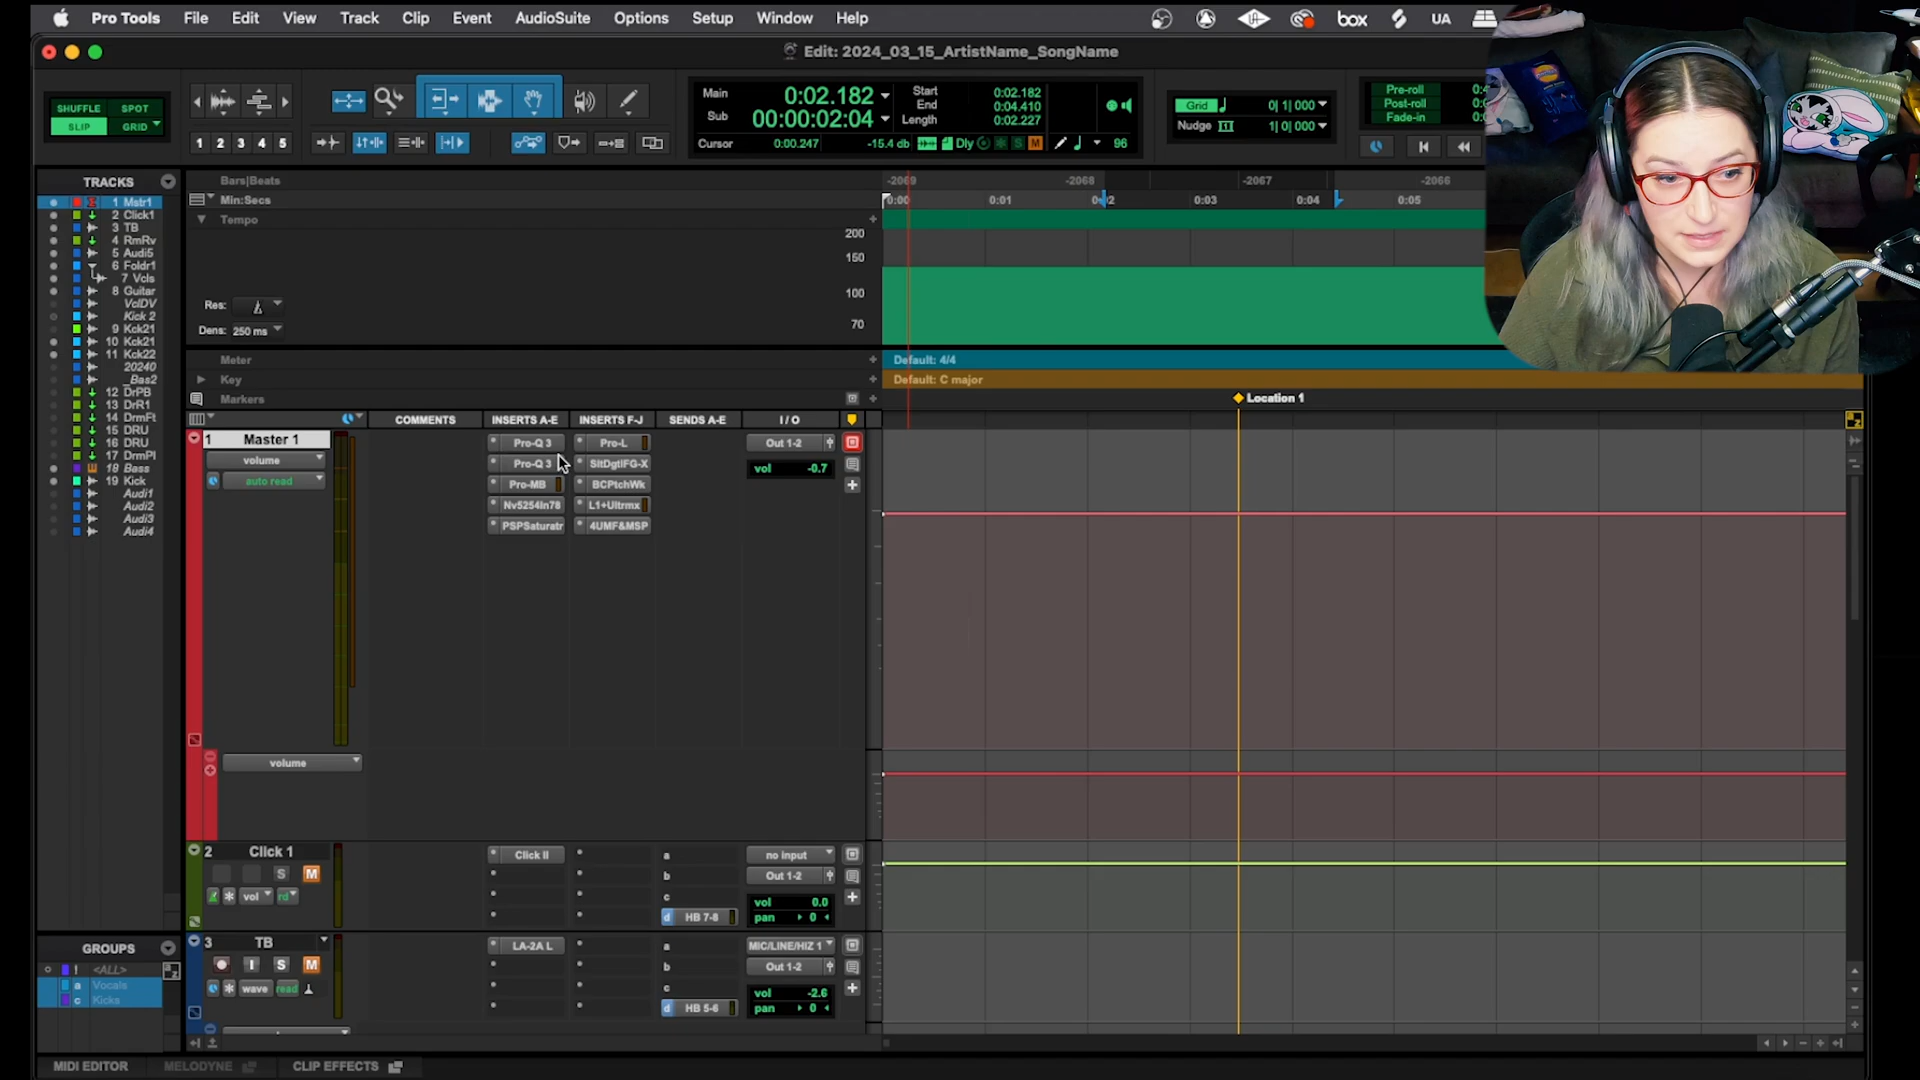 Pro Tools File Edit View Track Clip Event AudioSuite Options Setup Window Help box UA
Edit: 2024_03_15_ArtistName_SongName
SHUFFLE SPOT
SLIP GRID
1 2 3 4 5
Main 0:02.182
Sub 00:00:02:04
Start 0:02.182
End 0:04.410
Length 0:02.227
Cursor 0:00.247 -15.4 db Dly S M 96
Grid 0| 1| 000
Nudge 1| 0| 000
Pre-roll
Post-roll
Fade-in
TRACKS
1 Mstr1
2 Click1
3 TB
4 RmRv
5 Audi5
6 Foldr1
7 Vcls
8 Guitar
VclDV
Kick 2
9 Kck21
10 Kck21
11 Kck22
20240
_Bas2
12 DrPB
13 DrR1
14 DrmFt
15 DRU
16 DRU
17 DrmPl
18 Bass
19 Kick
Audi1
Audi2
Audi3
Audi4
Bars|Beats -2069 -2068 -2067 -2066
Min:Secs 0:00 0:01 0:02 0:03 0:04 0:05
Tempo
200
150
100
70
Res:
Dens: 250 ms
Meter Default: 4/4
Key Default: C major
Markers Location 1
COMMENTS INSERTS A-E INSERTS F-J SENDS A-E I / O
1 Master 1
volume
auto read
Pro-Q 3 Pro-L Out 1-2
Pro-Q 3 SltDgtlFG-X vol -0.7
Pro-MB BCPtchWk
Nv5254In78 L1+Ultrmx
PSPSaturatr 4UMF&MSP
volume
2 Click 1
S M
vol rd
Click II a no input
b Out 1-2
c vol 0.0
d HB 7-8 pan 0
3 TB
I S M
wave read
LA-2A L a MIC/LINE/HIZ 1
b Out 1-2
c vol -2.6
d HB 5-6 pan 0
GROUPS
! <ALL>
a Vocals
c Kicks
MIDI EDITOR MELODYNE CLIP EFFECTS